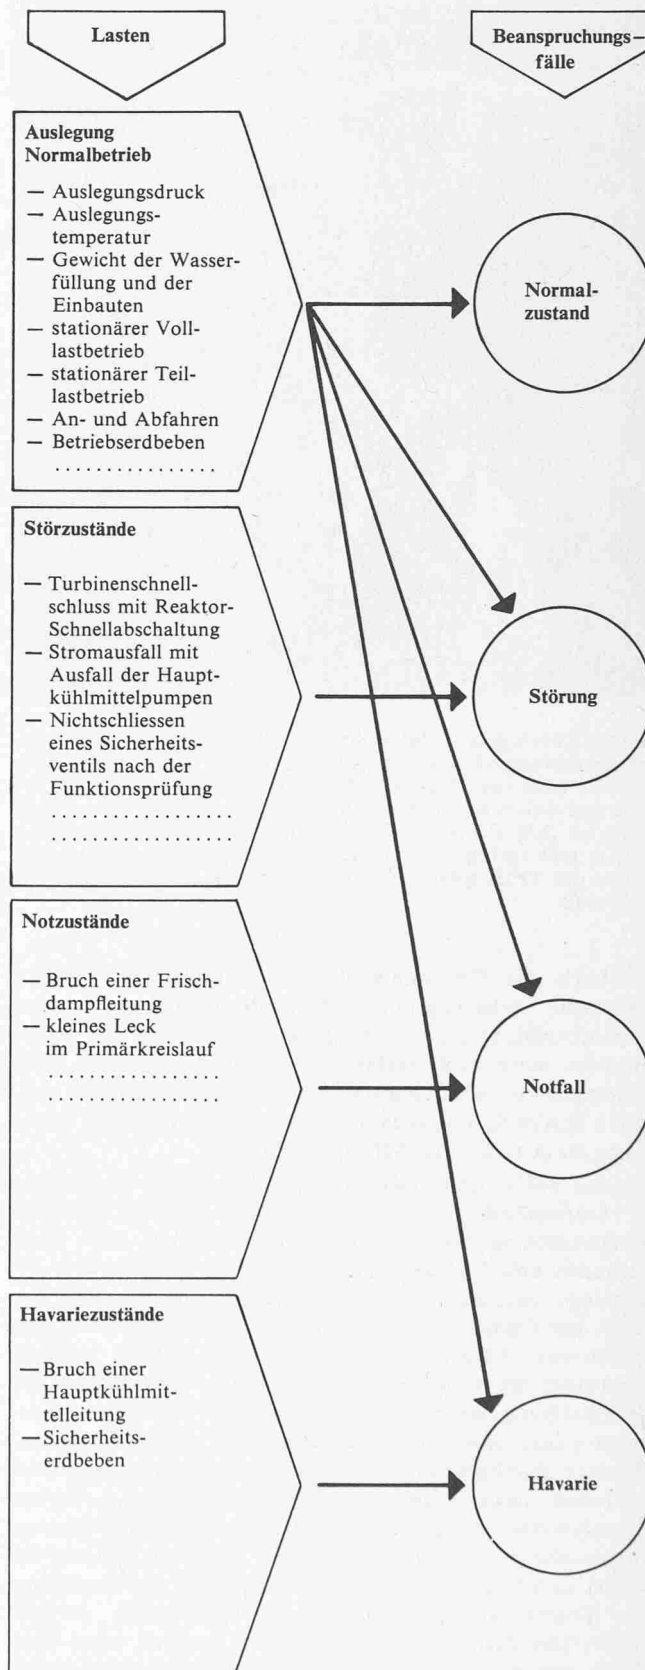 Lasten
Beanspruchungs-
fälle
Auslegung
Normalbetrieb
— Auslegungsdruck
— Auslegungs-
temperatur
— Gewicht der Wasser-
füllung und der
Einbauten
— stationärer Voll-
lastbetrieb
— stationärer Teil-
lastbetrieb
— An- und Abfahren
— Betriebserdbeben
. . . . . . . . . . . . . . . .
Normal-
zustand
Störzustände
— Turbinenschnell-
schluss mit Reaktor-
Schnellabschaltung
— Stromausfall mit
Ausfall der Haupt-
kühlmittelpumpen
— Nichtschliessen
eines Sicherheits-
ventils nach der
Funktionsprüfung
. . . . . . . . . . . . . . . . . .
. . . . . . . . . . . . . . . . . .
Störung
Notzustände
— Bruch einer Frisch-
dampfleitung
— kleines Leck
im Primärkreislauf
. . . . . . . . . . . . . . . . .
. . . . . . . . . . . . . . . . .
Notfall
Havariezustände
— Bruch einer
Hauptkühlmit-
telleitung
— Sicherheits-
erdbeben
Havarie